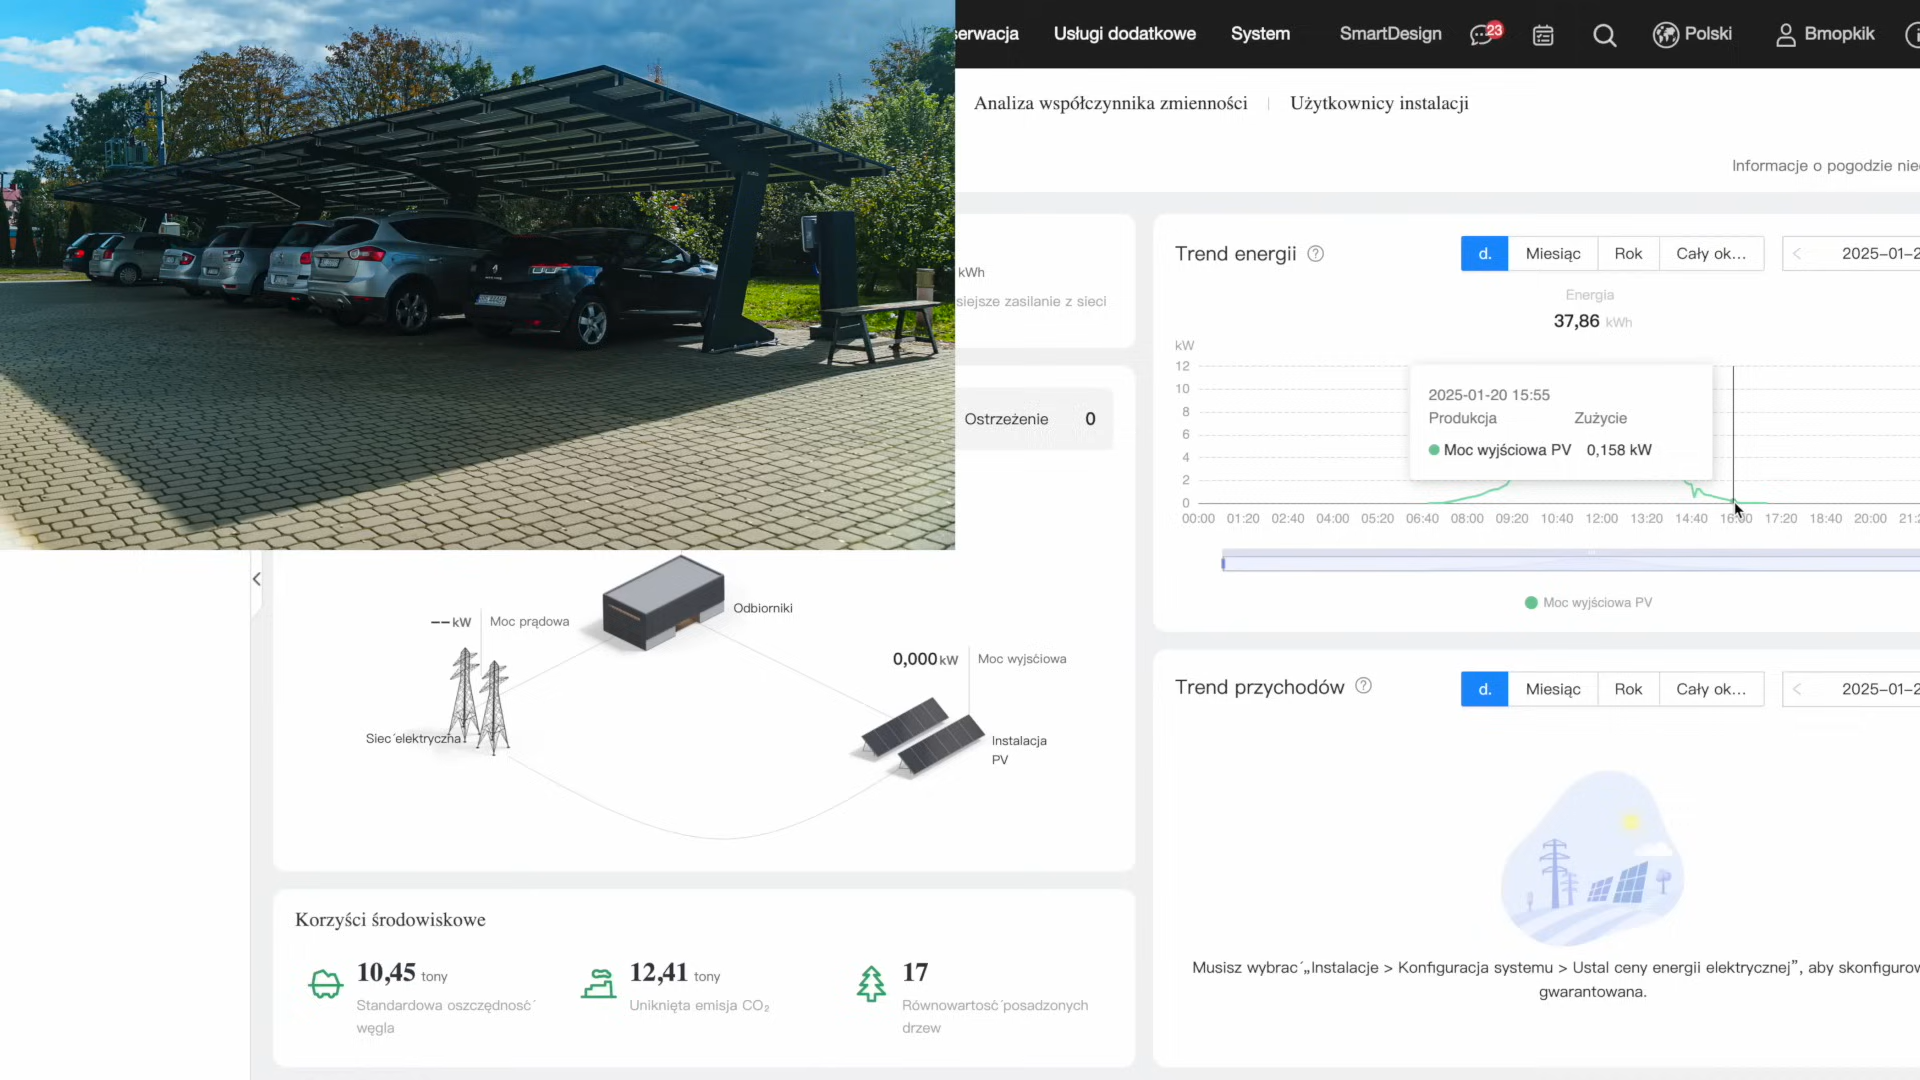 serwacja
Usługi dodatkowe
System
SmartDesign
23
Polski
Bmopkik
Analiza współczynnika zmienności
Użytkownicy instalacji
Informacje o pogodzie nie
kWh
siejsze zasilanie z sieci
Ostrzeżenie 0
Trend energii
d.
Miesiąc
Rok
Cały ok...
2025-01-2
Energia
37,86 kWh
kW
12
10
8
6
4
2
0
2025-01-20 15:55
Produkcja Zużycie
Moc wyjściowa PV 0,158 kW
00:00 01:20 02:40 04:00 05:20 06:40 08:00 09:20 10:40 12:00 13:20 14:40 16:00 17:20 18:40 20:00 21:2
Moc wyjściowa PV
-- kW
Moc prądowa
Odbiorniki
0,000 kW
Moc wyjściowa
Sieć elektryczna
Instalacja
PV
Trend przychodów
d.
Miesiąc
Rok
Cały ok...
2025-01-2
Musisz wybrać „Instalacje > Konfiguracja systemu > Ustal ceny energii elektrycznej”, aby skonfigurow
gwarantowana.
Korzyści środowiskowe
10,45 tony
Standardowa oszczędność
węgla
12,41 tony
Uniknięta emisja CO₂
17
Równowartość posadzonych
drzew